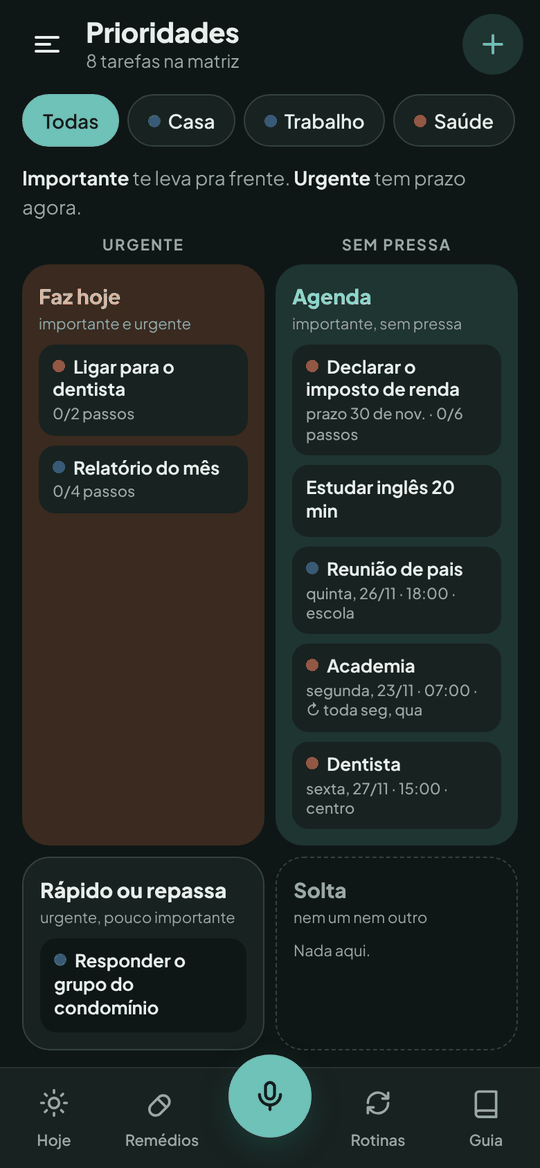 Prioridades
8 tarefas na matriz
Todas
Casa
Trabalho
Saúde
Importante te leva pra frente. Urgente tem prazo
agora.
URGENTE
SEM PRESSA
Faz hoje
importante e urgente
Ligar para o
dentista
0/2 passos
Relatório do mês
0/4 passos
Agenda
importante, sem pressa
Declarar o
imposto de renda
prazo 30 de nov. · 0/6
passos
Estudar inglês 20
min
Reunião de pais
quinta, 26/11 · 18:00 ·
escola
Academia
segunda, 23/11 · 07:00 ·
↻ toda seg, qua
Dentista
sexta, 27/11 · 15:00 ·
centro
Rápido ou repassa
urgente, pouco importante
Responder o
grupo do
condomínio
Solta
nem um nem outro
Nada aqui.
Hoje
Remédios
Rotinas
Guia